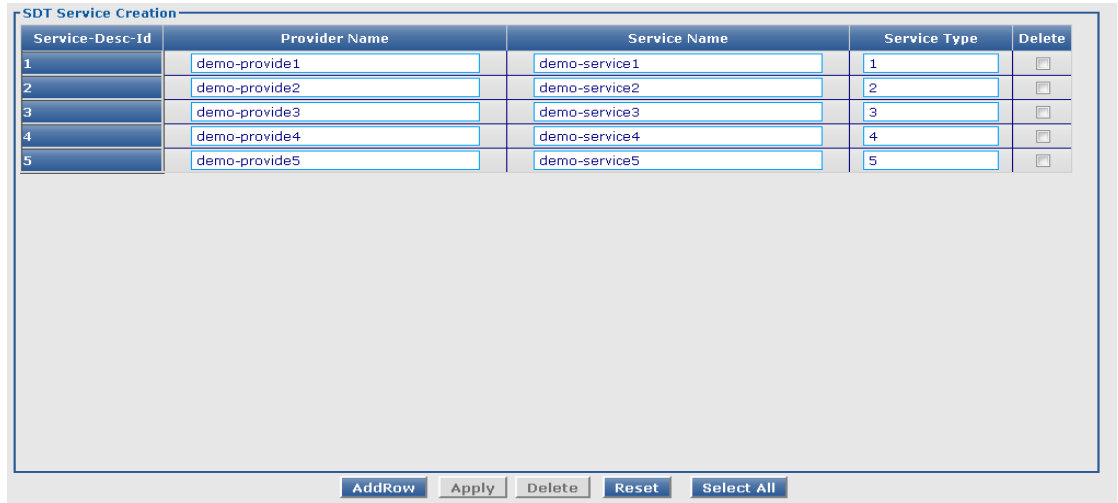 SDT Service Creation
Service-Desc-Id Provider Name Service Name Service Type Delete
1 demo-provide1 demo-service1 1
2 demo-provide2 demo-service2 2
3 demo-provide3 demo-service3 3
4 demo-provide4 demo-service4 4
5 demo-provide5 demo-service5 5
AddRow Apply Delete Reset Select All